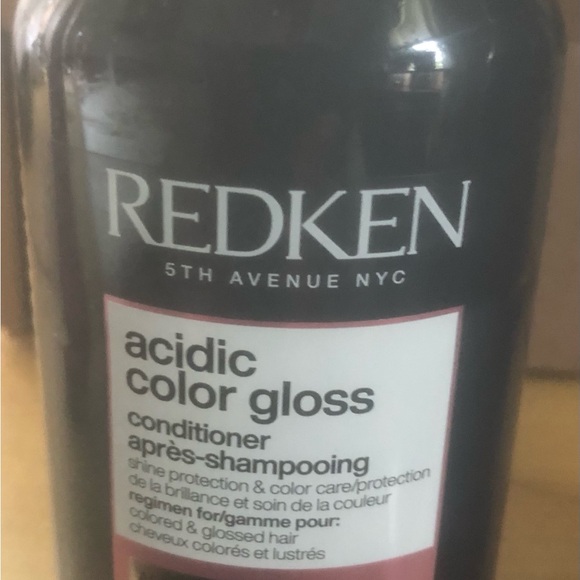 REDKEN
5TH AVENUE NYC
acidic
color gloss
conditioner
après-shampooing
shine protection & color care/protection
de la brillance et soin de la couleur
regimen for/gamme pour:
colored & glossed hair
cheveux colorés et lustrés